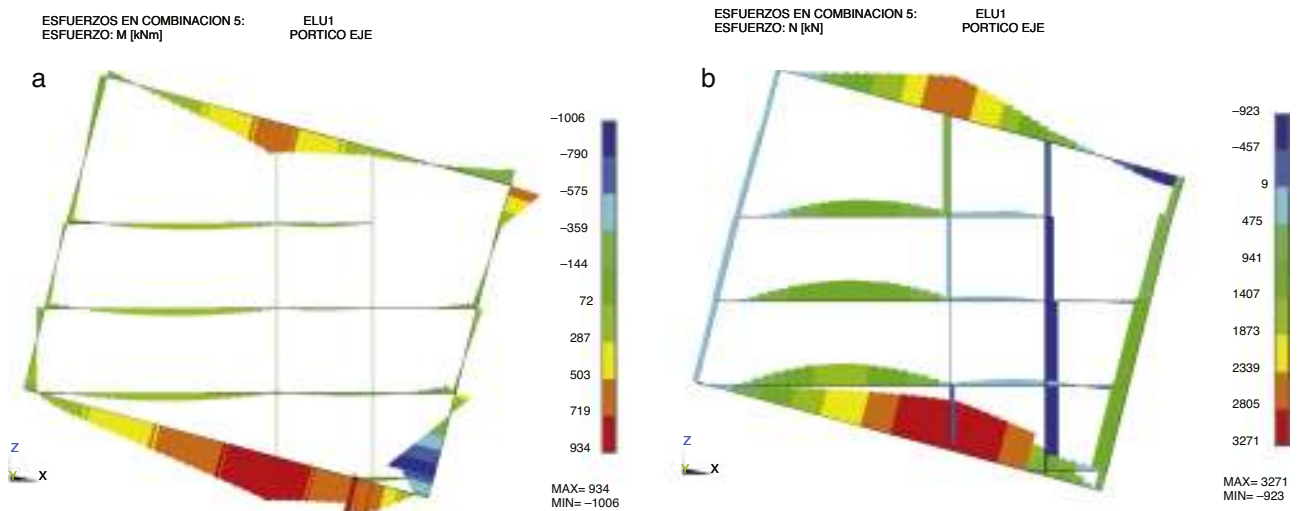 ESFUERZOS EN COMBINACION 5: ELU1
ESFUERZO: M [kNm] PORTICO EJE
a
−1006
−790
−575
−359
−144
72
287
503
719
934
Z
Y X
MAX= 934
MIN= −1006
ESFUERZOS EN COMBINACION 5: ELU1
ESFUERZO: N [kN] PORTICO EJE
b
−923
−457
9
475
941
1407
1873
2339
2805
3271
Z
Y X
MAX= 3271
MIN= −923